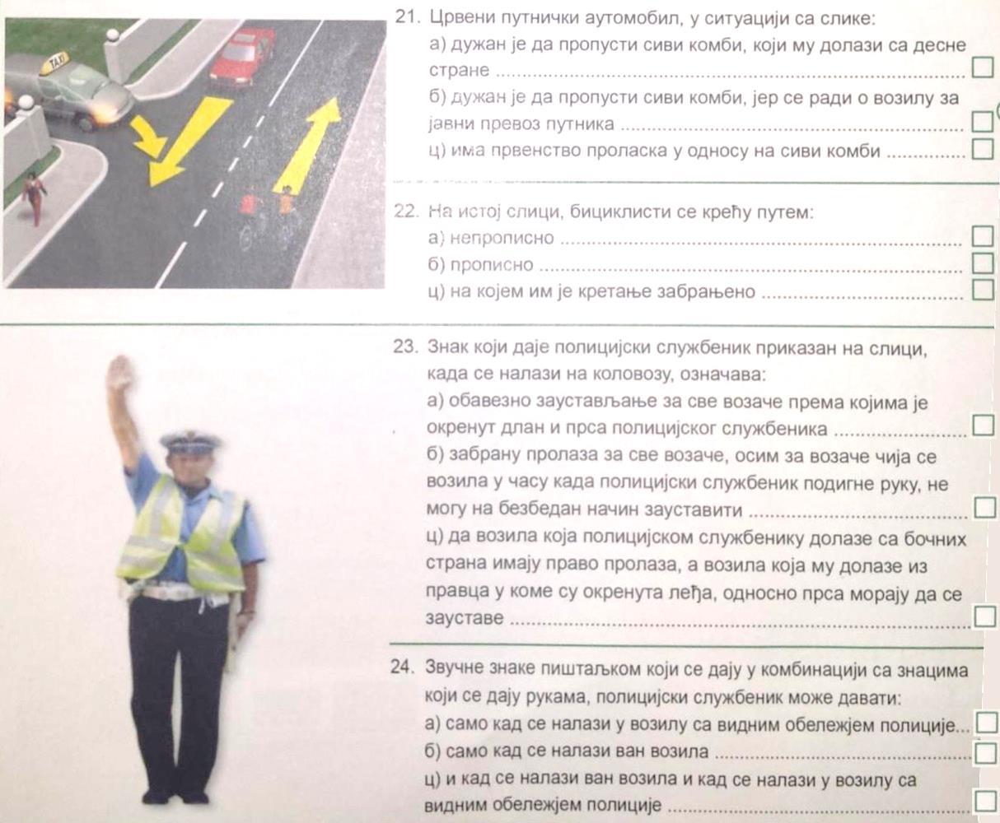 TAXI
21. Црвени путнички аутомобил, у ситуацији са слике:
а) дужан је да пропусти сиви комби, који му долази са десне
стране
б) дужан је да пропусти сиви комби, јер се ради о возилу за
јавни превоз путника
ц) има првенство проласка у односу на сиви комби
22. На истој слици, бициклисти се крећу путем:
а) непрописно
б) прописно
ц) на којем им је кретање забрањено
23. Знак који даје полицијски службеник приказан на слици,
када се налази на коловозу, означава:
а) обавезно заустављање за све возаче према којима је
окренут длан и прса полицијског службеника
б) забрану пролаза за све возаче, осим за возаче чија се
возила у часу када полицијски службеник подигне руку, не
могу на безбедан начин зауставити
ц) да возила која полицијском службенику долазе са бочних
страна имају право пролаза, а возила која му долазе из
правца у коме су окренута леђа, односно прса морају да се
зауставе
24. Звучне знаке пиштаљком који се дају у комбинацији са знацима
који се дају рукама, полицијски службеник може давати:
а) само кад се налази у возилу са видним обележјем полиције...
б) само кад се налази ван возила
ц) и кад се налази ван возила и кад се налази у возилу са
видним обележјем полиције